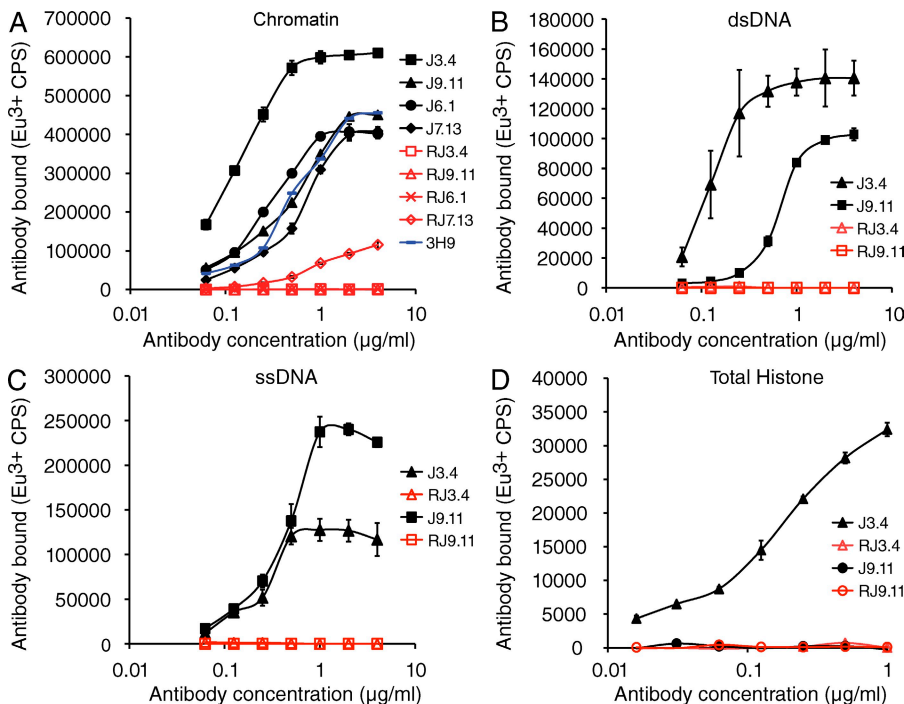 A
Chromatin
Antibody bound (Eu3+ CPS)
700000
600000
500000
400000
300000
200000
100000
0
0.01
0.1
1
10
Antibody concentration (µg/ml)
J3.4
J9.11
J6.1
J7.13
RJ3.4
RJ9.11
RJ6.1
RJ7.13
3H9
B
dsDNA
Antibody bound (Eu3+ CPS)
180000
160000
140000
120000
100000
80000
60000
40000
20000
0
0.01
0.1
1
10
Antibody concentration (µg/ml)
J3.4
J9.11
RJ3.4
RJ9.11
C
ssDNA
Antibody bound (Eu3+ CPS)
300000
250000
200000
150000
100000
50000
0
0.01
0.1
1
10
Antibody concentration (µg/ml)
J3.4
RJ3.4
J9.11
RJ9.11
D
Total Histone
Antibody bound (Eu3+ CPS)
40000
35000
30000
25000
20000
15000
10000
5000
0
0.01
0.1
1
Antibody concentration (µg/ml)
J3.4
RJ3.4
J9.11
RJ9.11